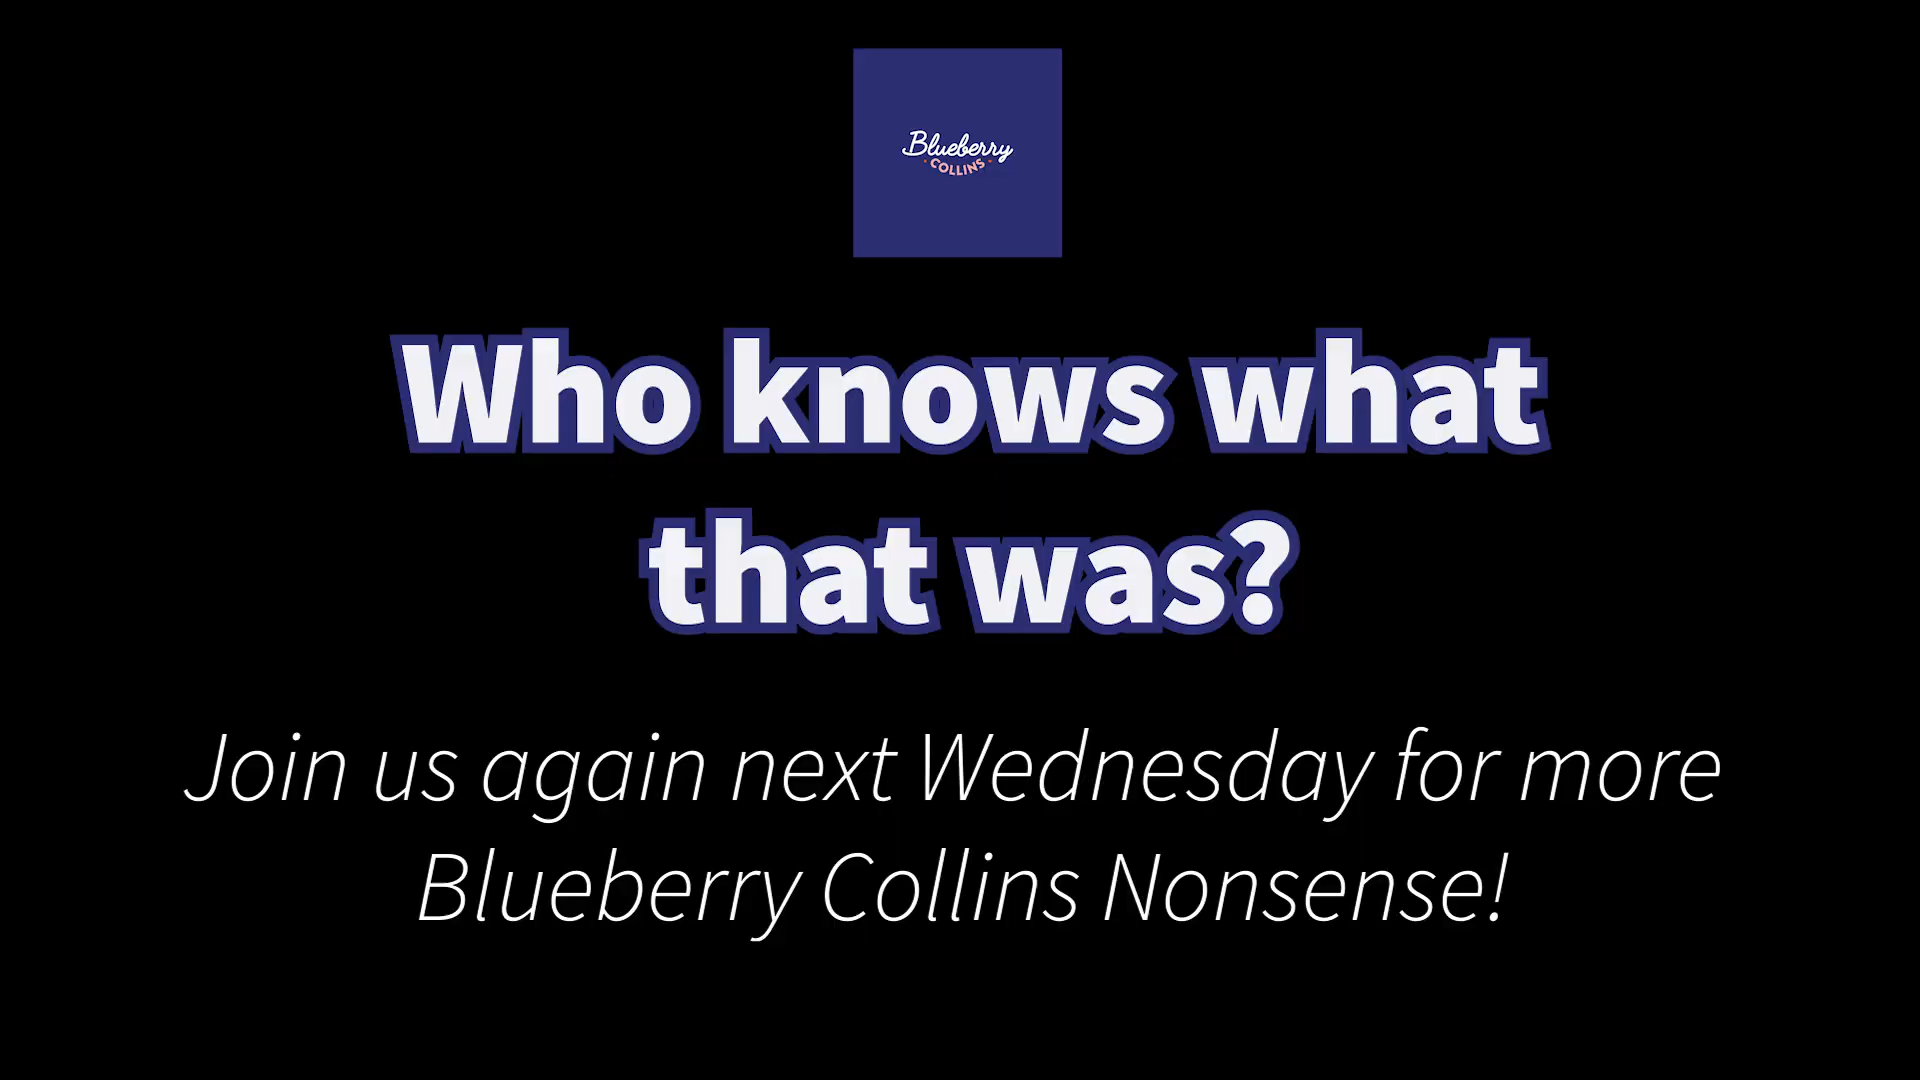 Blueberry
COLLINS
Who knows what
that was?
Join us again next Wednesday for more
Blueberry Collins Nonsense!